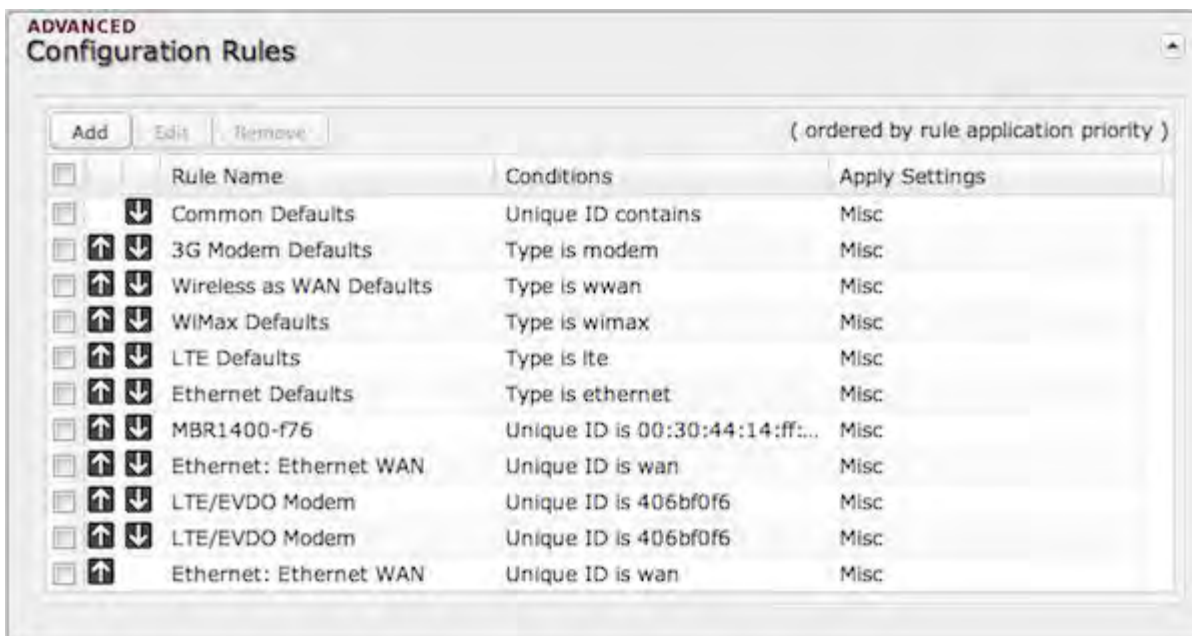 ADVANCED
Configuration Rules
Add Edit Remove ( ordered by rule application priority )
Rule Name Conditions Apply Settings
Common Defaults Unique ID contains Misc
3G Modem Defaults Type is modem Misc
Wireless as WAN Defaults Type is wwan Misc
WiMax Defaults Type is wimax Misc
LTE Defaults Type is lte Misc
Ethernet Defaults Type is ethernet Misc
MBR1400-f76 Unique ID is 00:30:44:14:ff:... Misc
Ethernet: Ethernet WAN Unique ID is wan Misc
LTE/EVDO Modem Unique ID is 406bf0f6 Misc
LTE/EVDO Modem Unique ID is 406bf0f6 Misc
Ethernet: Ethernet WAN Unique ID is wan Misc